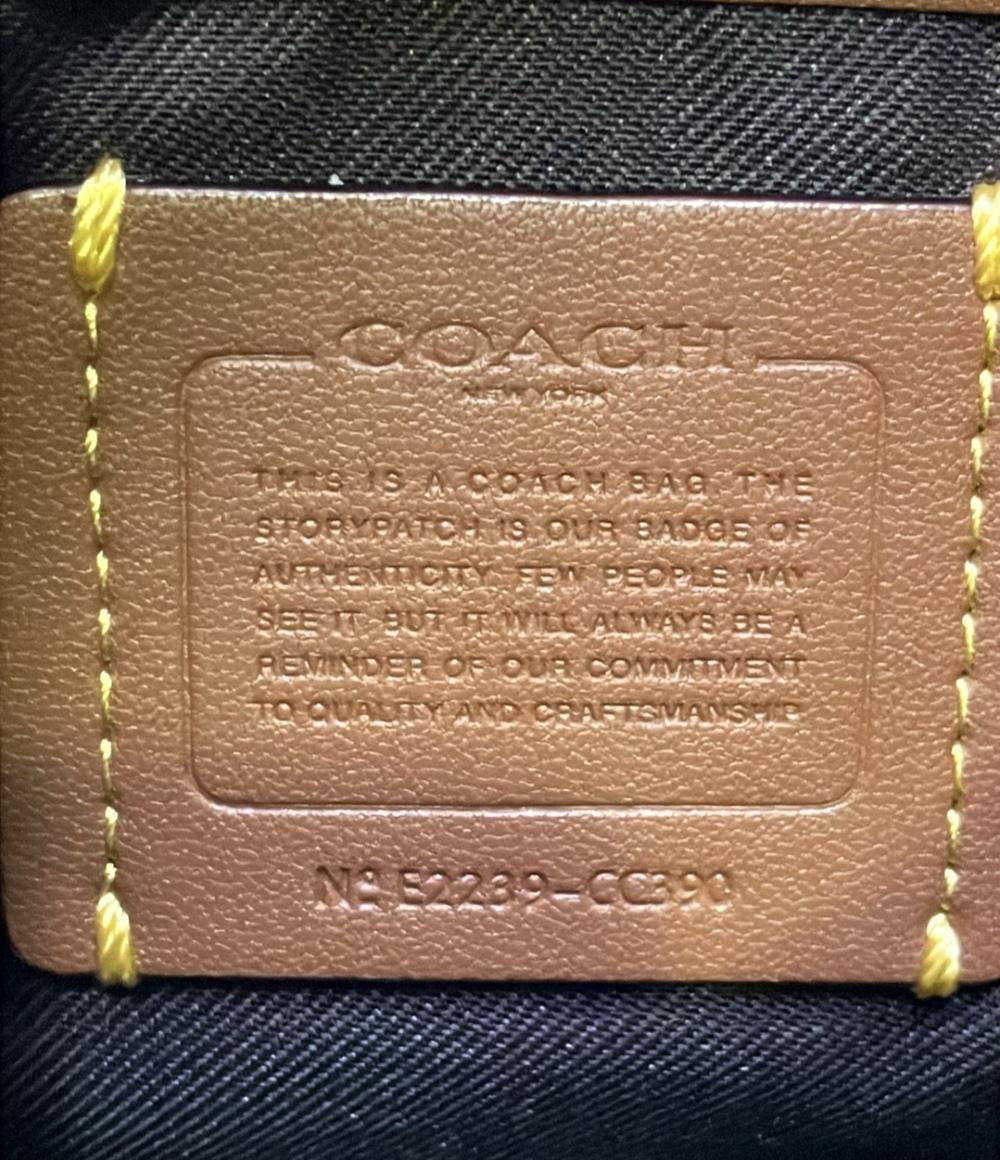 COACH
NEW YORK
THIS IS A COACH BAG. THE
STORYPATCH IS OUR BADGE OF
AUTHENTICITY. FEW PEOPLE MAY
SEE IT. BUT IT WILL ALWAYS BE A
REMINDER OF OUR COMMITMENT
TO QUALITY AND CRAFTSMANSHIP.
Nº E2239-CC390